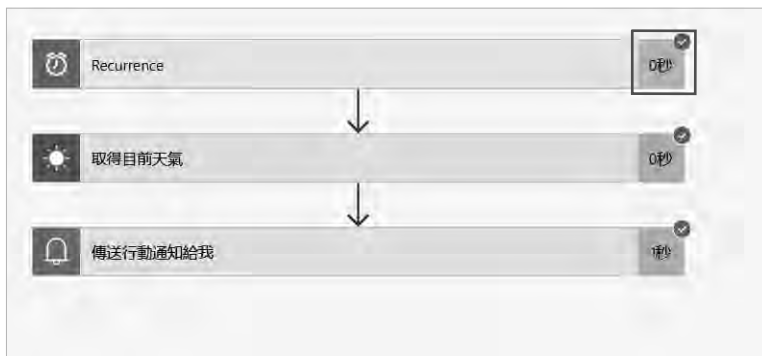 Recurrence
0秒
取得目前天氣
0秒
傳送行動通知給我
1秒